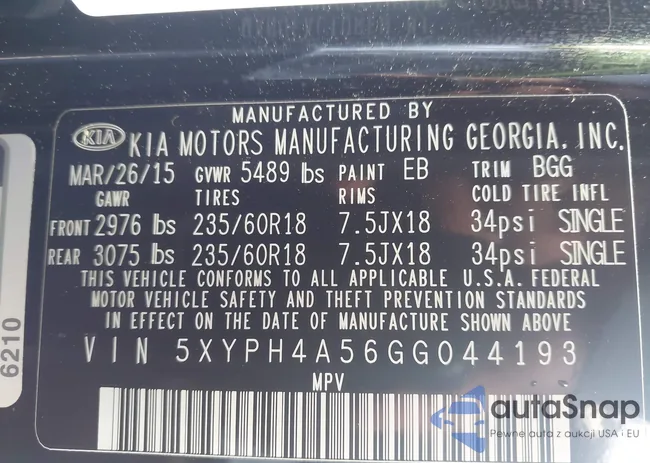 MANUFACTURED BY
KIA KIA MOTORS MANUFACTURING GEORGIA, INC.
MAR/26/15 GVWR 5489 lbs PAINT EB TRIM BGG
GAWR TIRES RIMS COLD TIRE INFL
FRONT 2976 lbs 235/60R18 7.5JX18 34psi SINGLE
REAR 3075 lbs 235/60R18 7.5JX18 34psi SINGLE
THIS VEHICLE CONFORMS TO ALL APPLICABLE U.S.A. FEDERAL
MOTOR VEHICLE SAFETY AND THEFT PREVENTION STANDARDS
IN EFFECT ON THE DATE OF MANUFACTURE SHOWN ABOVE
VIN 5XYPH4A56GG044193
MPV
6210
autaSnap
Pewne auta z aukcji USA i EU